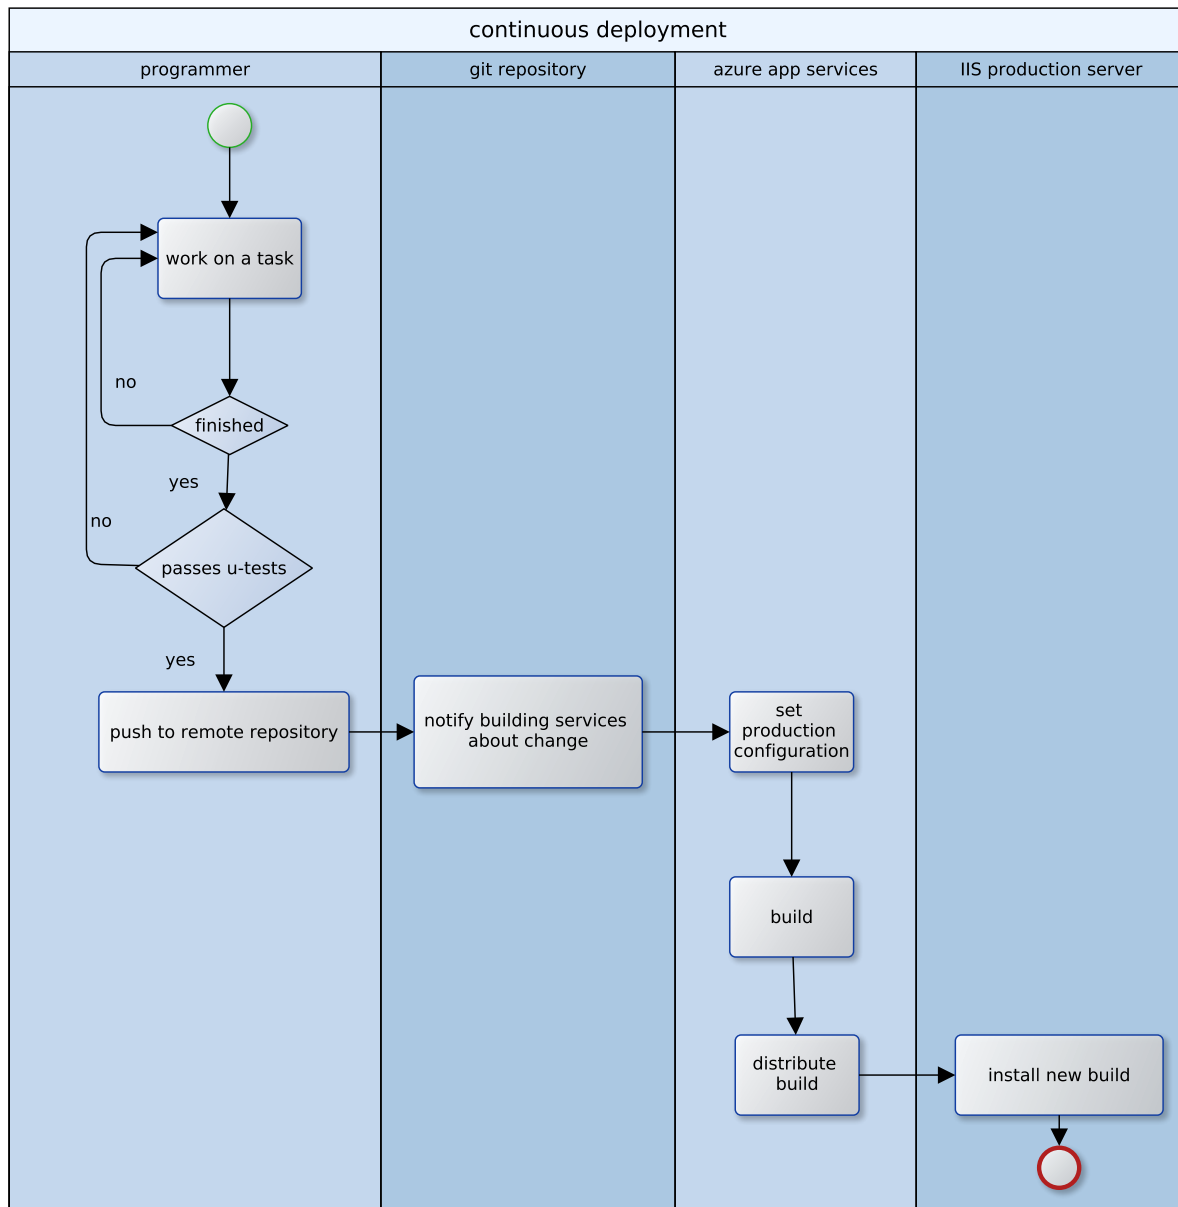 continuous deployment
programmer
git repository
azure app services
IIS production server
work on a task
no
finished
yes
no
passes u-tests
yes
push to remote repository
notify building services
about change
set
production
configuration
build
distribute
build
install new build